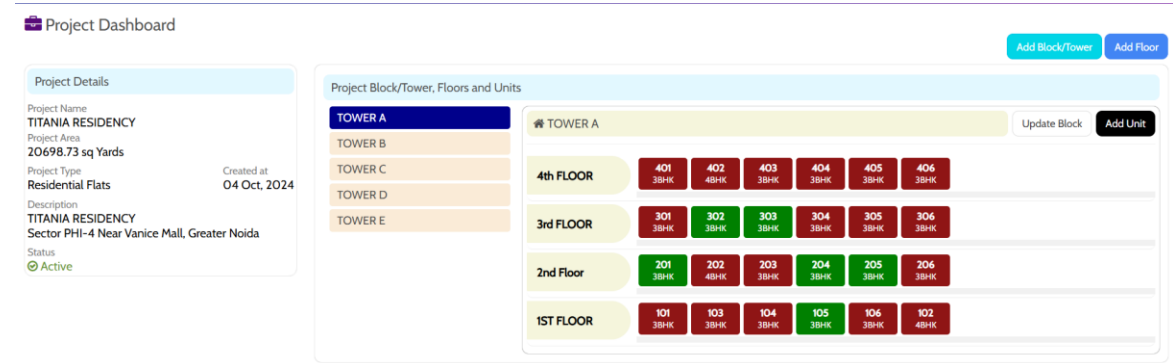 Project Dashboard
Add Block/Tower Add Floor
Project Details
Project Name
TITANIA RESIDENCY
Project Area
20698.73 sq Yards
Project Type Created at
Residential Flats 04 Oct, 2024
Description
TITANIA RESIDENCY
Sector PHI-4 Near Vanice Mall, Greater Noida
Status
Active
Project Block/Tower, Floors and Units
TOWER A
TOWER B
TOWER C
TOWER D
TOWER E
TOWER A Update Block Add Unit
4th FLOOR
401 402 403 404 405 406
3BHK 4BHK 3BHK 3BHK 3BHK 3BHK
3rd FLOOR
301 302 303 304 305 306
3BHK 3BHK 3BHK 3BHK 3BHK 3BHK
2nd Floor
201 202 203 204 205 206
3BHK 4BHK 3BHK 3BHK 3BHK 3BHK
1ST FLOOR
101 103 104 105 106 102
3BHK 3BHK 3BHK 3BHK 3BHK 4BHK